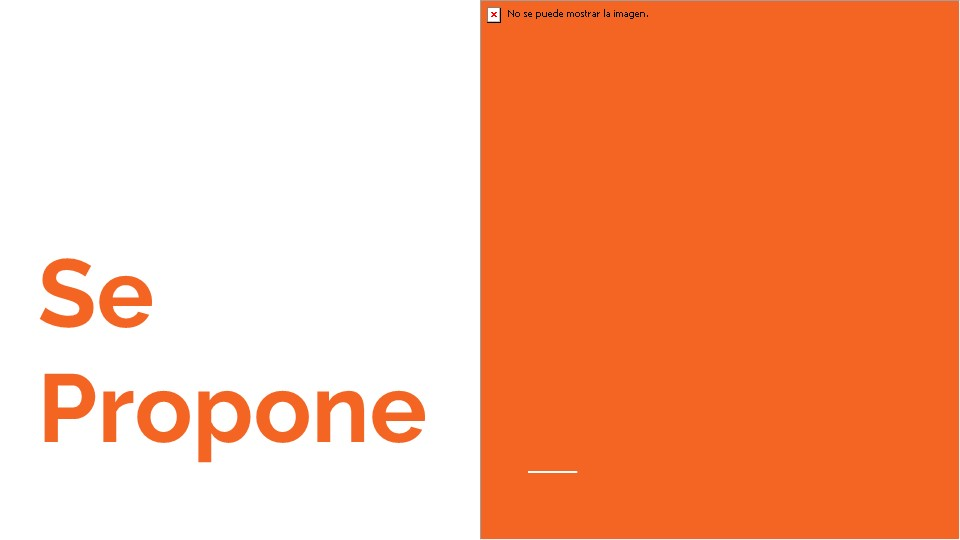 No se puede mostrar la imagen.
Se
Propone